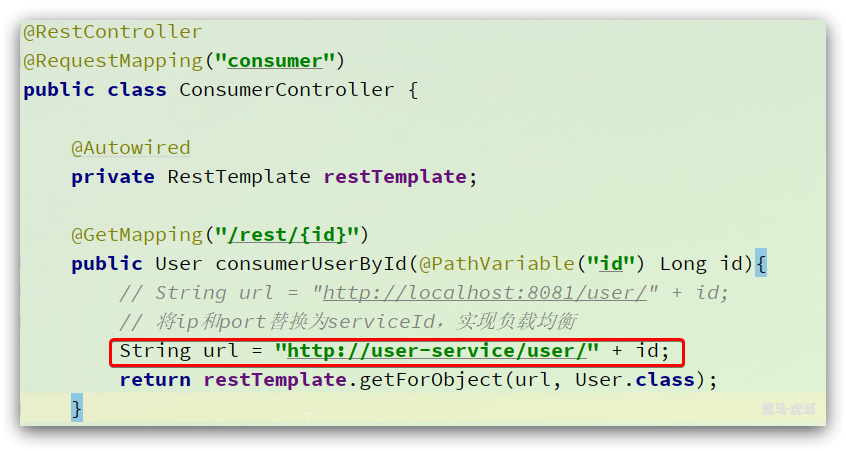 @RestController
@RequestMapping("consumer")
public class ConsumerController {
@Autowired
private RestTemplate restTemplate;
@GetMapping("/rest/{id}")
public User consumerUserById(@PathVariable("id") Long id){
// String url = "http://localhost:8081/user/" + id;
// 将ip和port替换为serviceId，实现负载均衡
String url = "http://user-service/user/" + id;
return restTemplate.getForObject(url, User.class);
}
黑马·虎哥